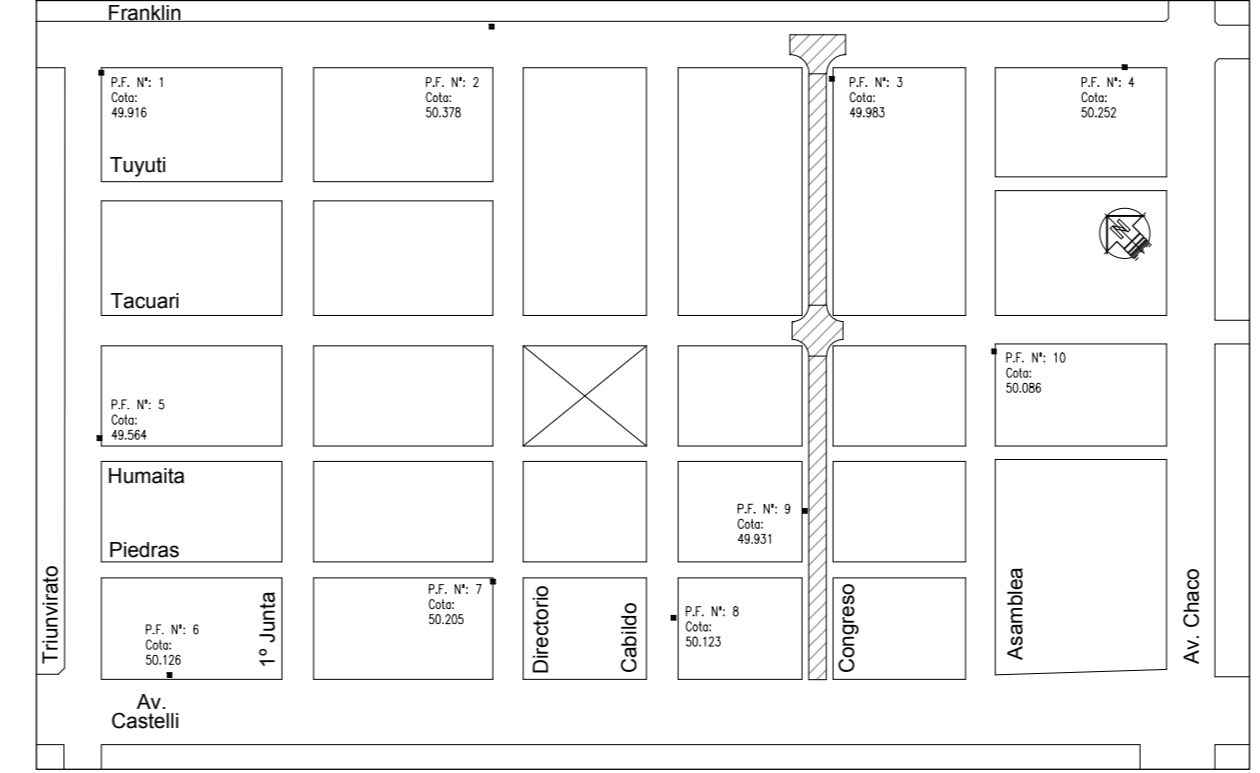 Franklin
P.F. N°: 1
Cota:
49.916
P.F. N°: 2
Cota:
50.378
P.F. N°: 3
Cota:
49.983
P.F. N°: 4
Cota:
50.252
Tuyuti
N
Tacuari
P.F. N°: 5
Cota:
49.564
P.F. N°: 10
Cota:
50.086
Humaita
P.F. N°: 9
Cota:
49.931
Piedras
Triunvirato
P.F. N°: 6
Cota:
50.126
1º Junta
P.F. N°: 7
Cota:
50.205
Directorio
Cabildo
P.F. N°: 8
Cota:
50.123
Congreso
Asamblea
Av. Chaco
Av.
Castelli